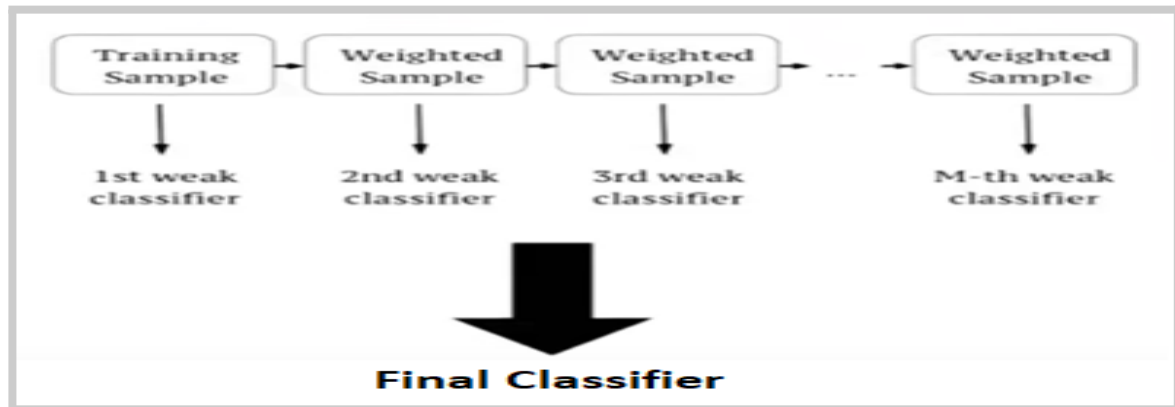 Training
Sample
Weighted
Sample
Weighted
Sample
...
Weighted
Sample
1st weak
classifier
2nd weak
classifier
3rd weak
classifier
M-th weak
classifier
Final Classifier